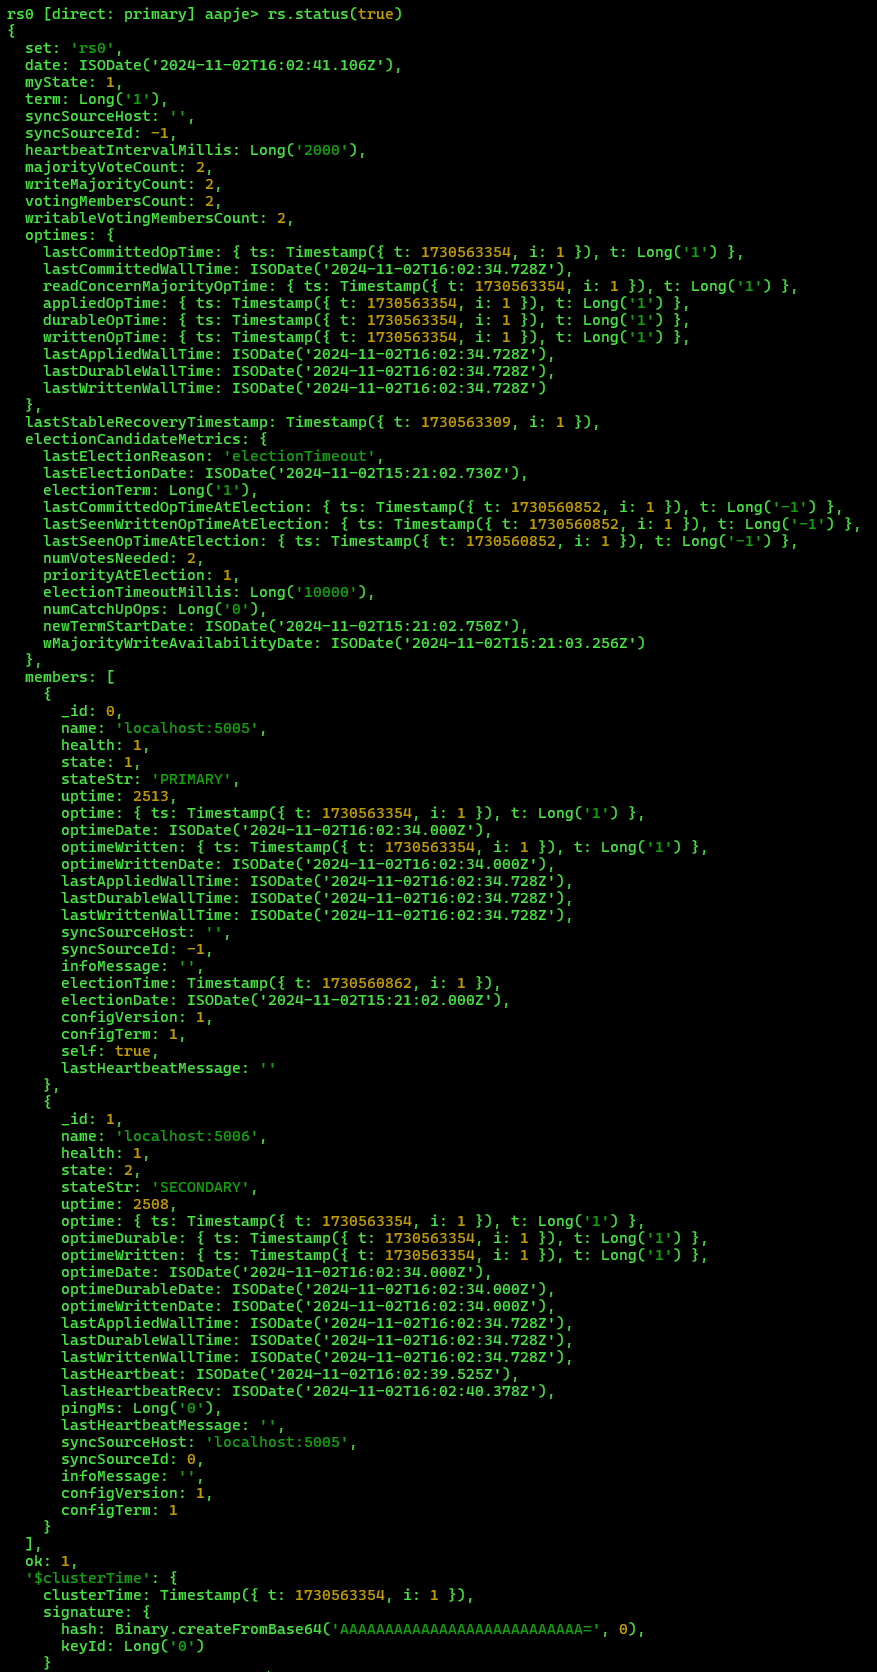 rs0 [direct: primary] aapje> rs.status(true)
{
  set: 'rs0',
  date: ISODate('2024-11-02T16:02:41.106Z'),
  myState: 1,
  term: Long('1'),
  syncSourceHost: '',
  syncSourceId: -1,
  heartbeatIntervalMillis: Long('2000'),
  majorityVoteCount: 2,
  writeMajorityCount: 2,
  votingMembersCount: 2,
  writableVotingMembersCount: 2,
  optimes: {
    lastCommittedOpTime: { ts: Timestamp({ t: 1730563354, i: 1 }), t: Long('1') },
    lastCommittedWallTime: ISODate('2024-11-02T16:02:34.728Z'),
    readConcernMajorityOpTime: { ts: Timestamp({ t: 1730563354, i: 1 }), t: Long('1') },
    appliedOpTime: { ts: Timestamp({ t: 1730563354, i: 1 }), t: Long('1') },
    durableOpTime: { ts: Timestamp({ t: 1730563354, i: 1 }), t: Long('1') },
    writtenOpTime: { ts: Timestamp({ t: 1730563354, i: 1 }), t: Long('1') },
    lastAppliedWallTime: ISODate('2024-11-02T16:02:34.728Z'),
    lastDurableWallTime: ISODate('2024-11-02T16:02:34.728Z'),
    lastWrittenWallTime: ISODate('2024-11-02T16:02:34.728Z')
  },
  lastStableRecoveryTimestamp: Timestamp({ t: 1730563309, i: 1 }),
  electionCandidateMetrics: {
    lastElectionReason: 'electionTimeout',
    lastElectionDate: ISODate('2024-11-02T15:21:02.730Z'),
    electionTerm: Long('1'),
    lastCommittedOpTimeAtElection: { ts: Timestamp({ t: 1730560852, i: 1 }), t: Long('-1') },
    lastSeenWrittenOpTimeAtElection: { ts: Timestamp({ t: 1730560852, i: 1 }), t: Long('-1') },
    lastSeenOpTimeAtElection: { ts: Timestamp({ t: 1730560852, i: 1 }), t: Long('-1') },
    numVotesNeeded: 2,
    priorityAtElection: 1,
    electionTimeoutMillis: Long('10000'),
    numCatchUpOps: Long('0'),
    newTermStartDate: ISODate('2024-11-02T15:21:02.750Z'),
    wMajorityWriteAvailabilityDate: ISODate('2024-11-02T15:21:03.256Z')
  },
  members: [
    {
      _id: 0,
      name: 'localhost:5005',
      health: 1,
      state: 1,
      stateStr: 'PRIMARY',
      uptime: 2513,
      optime: { ts: Timestamp({ t: 1730563354, i: 1 }), t: Long('1') },
      optimeDate: ISODate('2024-11-02T16:02:34.000Z'),
      optimeWritten: { ts: Timestamp({ t: 1730563354, i: 1 }), t: Long('1') },
      optimeWrittenDate: ISODate('2024-11-02T16:02:34.000Z'),
      lastAppliedWallTime: ISODate('2024-11-02T16:02:34.728Z'),
      lastDurableWallTime: ISODate('2024-11-02T16:02:34.728Z'),
      lastWrittenWallTime: ISODate('2024-11-02T16:02:34.728Z'),
      syncSourceHost: '',
      syncSourceId: -1,
      infoMessage: '',
      electionTime: Timestamp({ t: 1730560862, i: 1 }),
      electionDate: ISODate('2024-11-02T15:21:02.000Z'),
      configVersion: 1,
      configTerm: 1,
      self: true,
      lastHeartbeatMessage: ''
    },
    {
      _id: 1,
      name: 'localhost:5006',
      health: 1,
      state: 2,
      stateStr: 'SECONDARY',
      uptime: 2508,
      optime: { ts: Timestamp({ t: 1730563354, i: 1 }), t: Long('1') },
      optimeDurable: { ts: Timestamp({ t: 1730563354, i: 1 }), t: Long('1') },
      optimeWritten: { ts: Timestamp({ t: 1730563354, i: 1 }), t: Long('1') },
      optimeDate: ISODate('2024-11-02T16:02:34.000Z'),
      optimeDurableDate: ISODate('2024-11-02T16:02:34.000Z'),
      optimeWrittenDate: ISODate('2024-11-02T16:02:34.000Z'),
      lastAppliedWallTime: ISODate('2024-11-02T16:02:34.728Z'),
      lastDurableWallTime: ISODate('2024-11-02T16:02:34.728Z'),
      lastWrittenWallTime: ISODate('2024-11-02T16:02:34.728Z'),
      lastHeartbeat: ISODate('2024-11-02T16:02:39.525Z'),
      lastHeartbeatRecv: ISODate('2024-11-02T16:02:40.378Z'),
      pingMs: Long('0'),
      lastHeartbeatMessage: '',
      syncSourceHost: 'localhost:5005',
      syncSourceId: 0,
      infoMessage: '',
      configVersion: 1,
      configTerm: 1
    }
  ],
  ok: 1,
  '$clusterTime': {
    clusterTime: Timestamp({ t: 1730563354, i: 1 }),
    signature: {
      hash: Binary.createFromBase64('AAAAAAAAAAAAAAAAAAAAAAAAAAA=', 0),
      keyId: Long('0')
    }